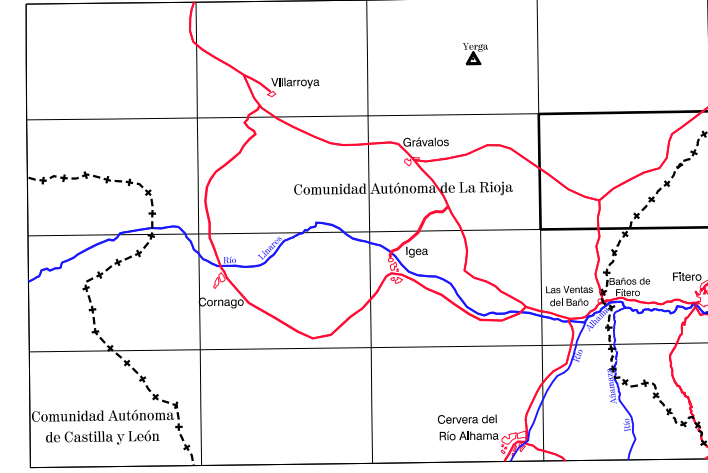 Yerga
VIllarroya
Grávalos
Comunidad Autónoma de La Rioja
Río
Linares
Igea
Cornago
Las Ventas
del Baño
Baños de
Fitero
Fitero
Río
Alhama
Río
Añamaza
Comunidad Autónoma
de Castilla y León
Cervera del
Río Alhama